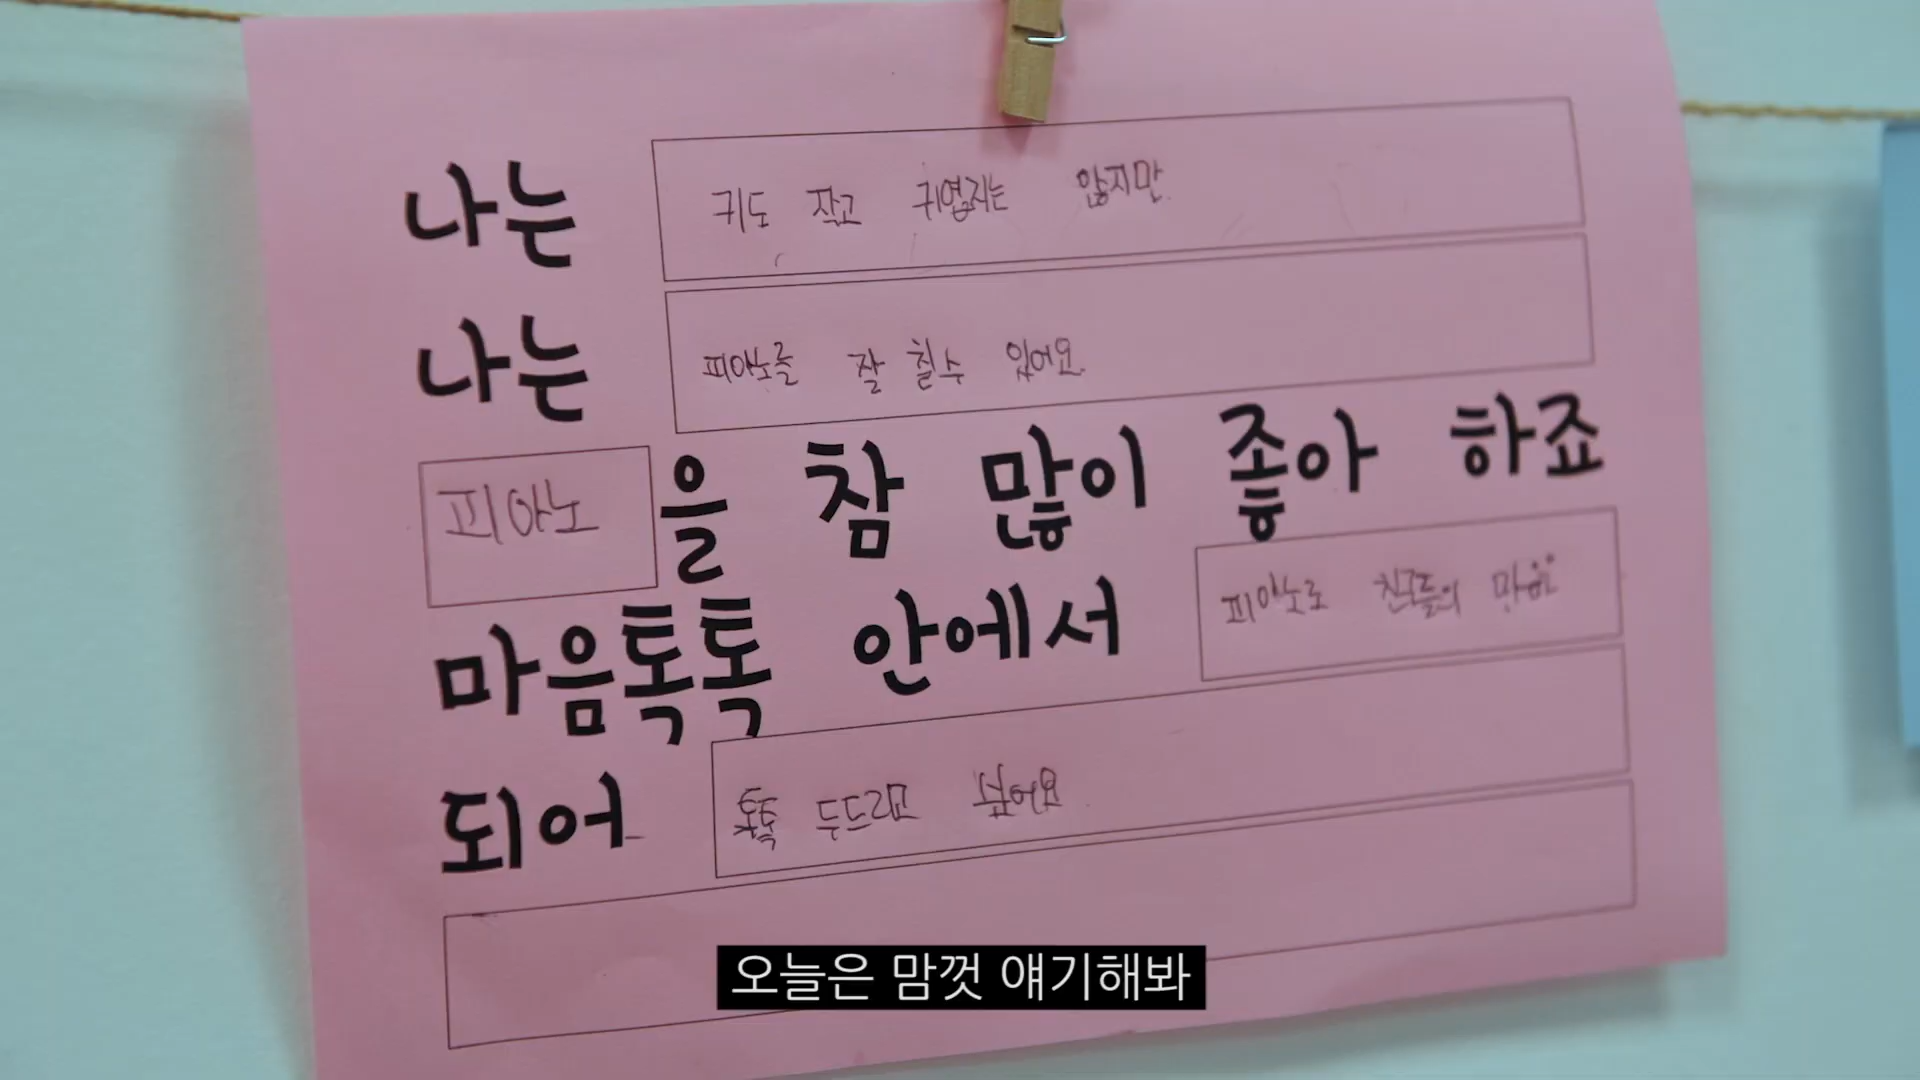 나는 키도 작고 귀엽지는 않지만
나는 피아노를 잘 칠수 있어요.
피아노 을 참 많이 좋아 하죠
마음톡톡 안에서 피아노로 친구들의 마음은
되어 톡톡 두드리고 싶어요.
오늘은 맘껏 얘기해봐